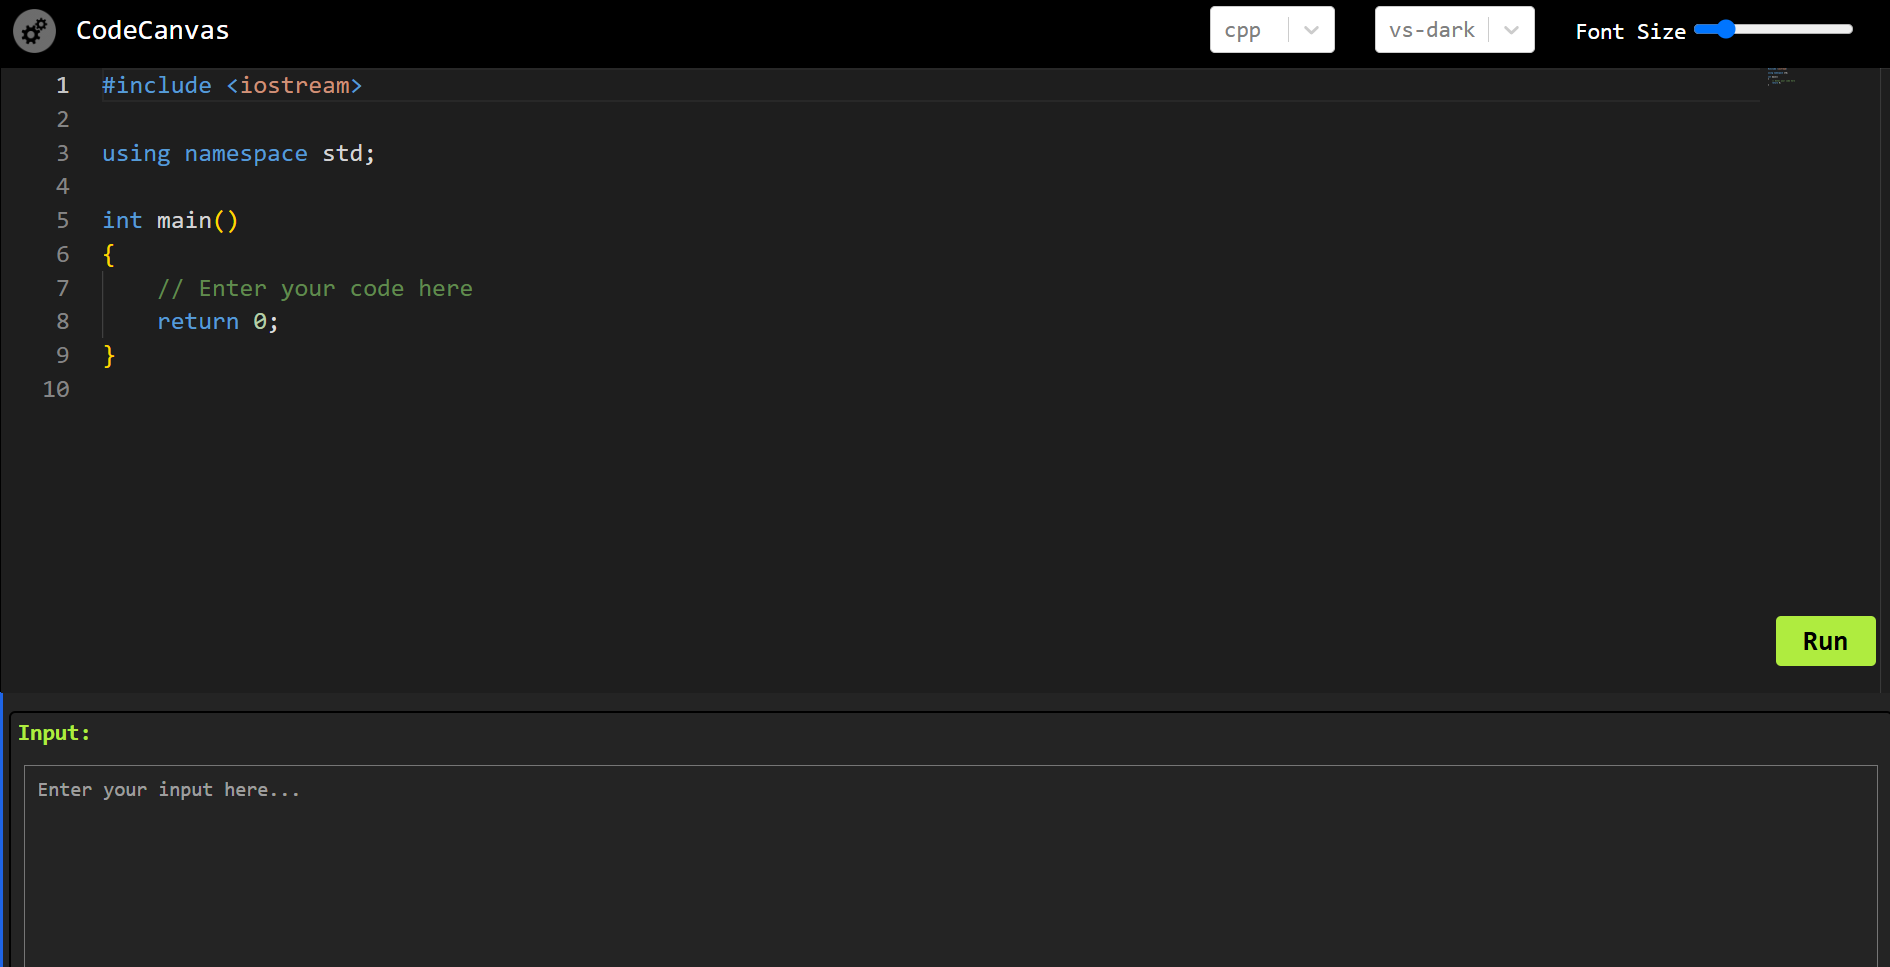 CodeCanvas
cpp
vs-dark
Font Size
1 #include <iostream>
2
3 using namespace std;
4
5 int main()
6 {
7     // Enter your code here
8     return 0;
9 }
10
Run
Input:
Enter your input here...